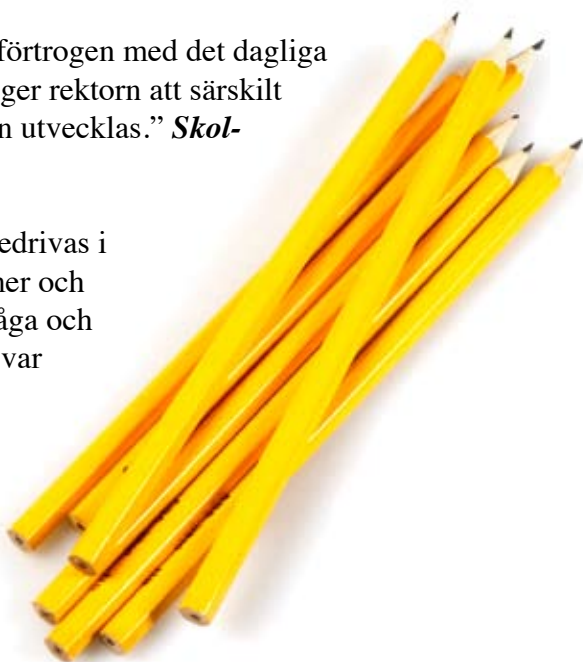 förtrogen med det dagliga
ger rektorn att särskilt
n utvecklas.” Skol-
edrivas i
ner och
åga och
var